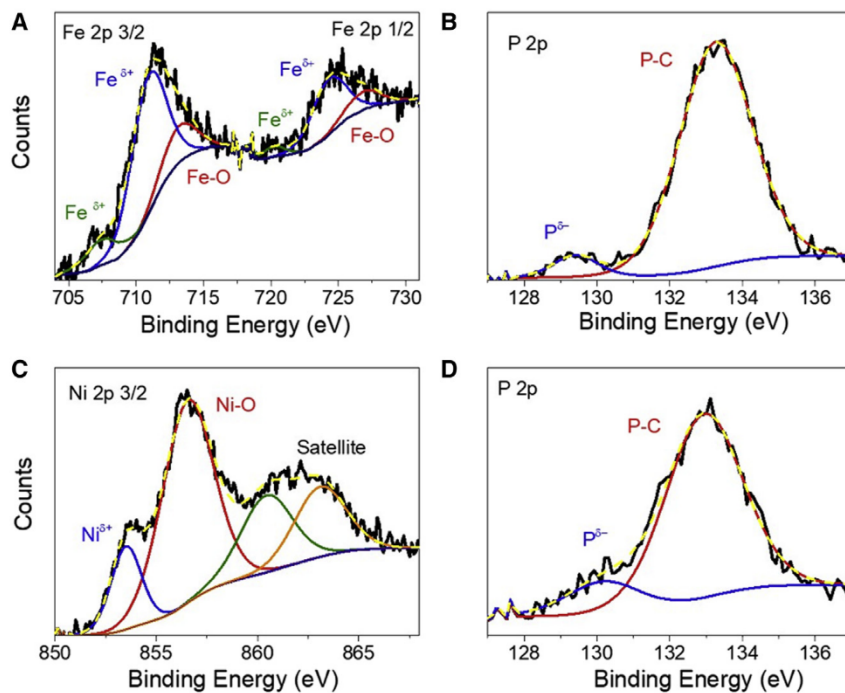 A
Fe 2p 3/2
Fe 2p 1/2
Fe δ+
Fe δ+
Fe δ+
Fe δ+
Fe-O
Fe-O
Counts
705 710 715 720 725 730
Binding Energy (eV)
B
P 2p
P-C
P δ−
128 130 132 134 136
Binding Energy (eV)
C
Ni 2p 3/2
Ni-O
Satellite
Ni δ+
Counts
850 855 860 865
Binding Energy (eV)
D
P 2p
P-C
P δ−
128 130 132 134 136
Binding Energy (eV)